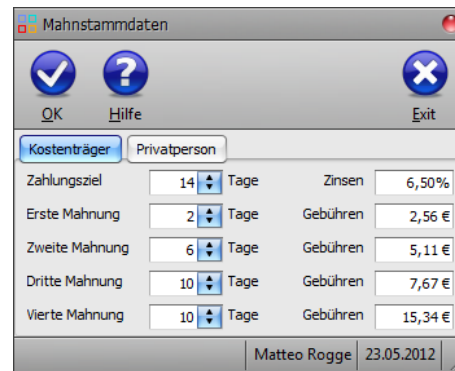 Mahnstammdaten
OK Hilfe Exit
Kostenträger Privatperson
Zahlungsziel 14 Tage Zinsen 6,50%
Erste Mahnung 2 Tage Gebühren 2,56 €
Zweite Mahnung 6 Tage Gebühren 5,11 €
Dritte Mahnung 10 Tage Gebühren 7,67 €
Vierte Mahnung 10 Tage Gebühren 15,34 €
Matteo Rogge 23.05.2012